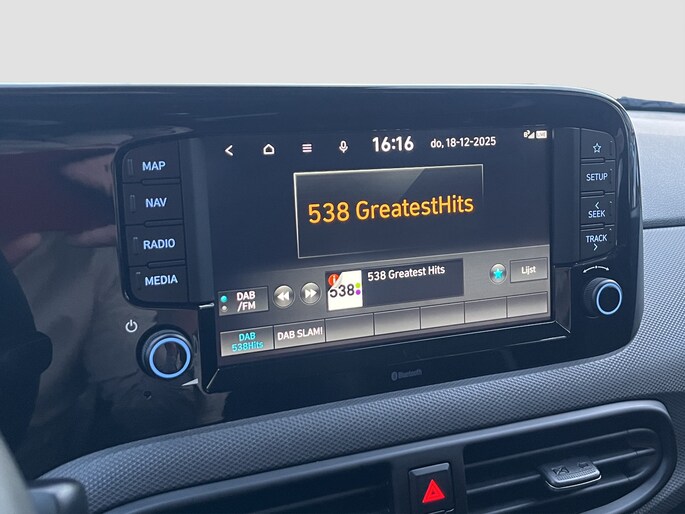 16:16 do, 18-12-2025
MAP
NAV
RADIO
MEDIA
538 GreatestHits
SETUP
SEEK
TRACK
DAB
/FM
538
538 Greatest Hits
Lijst
DAB
538Hits
DAB SLAM!
Bluetooth